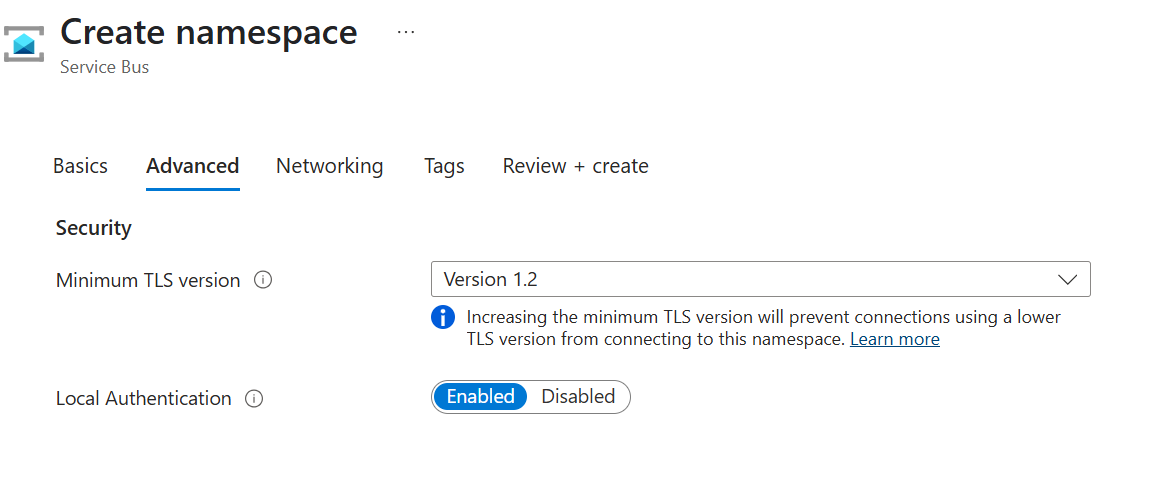 Create namespace ...
Service Bus
Basics Advanced Networking Tags Review + create
Security
Minimum TLS version
Version 1.2
Increasing the minimum TLS version will prevent connections using a lower
TLS version from connecting to this namespace. Learn more
Local Authentication
Enabled Disabled